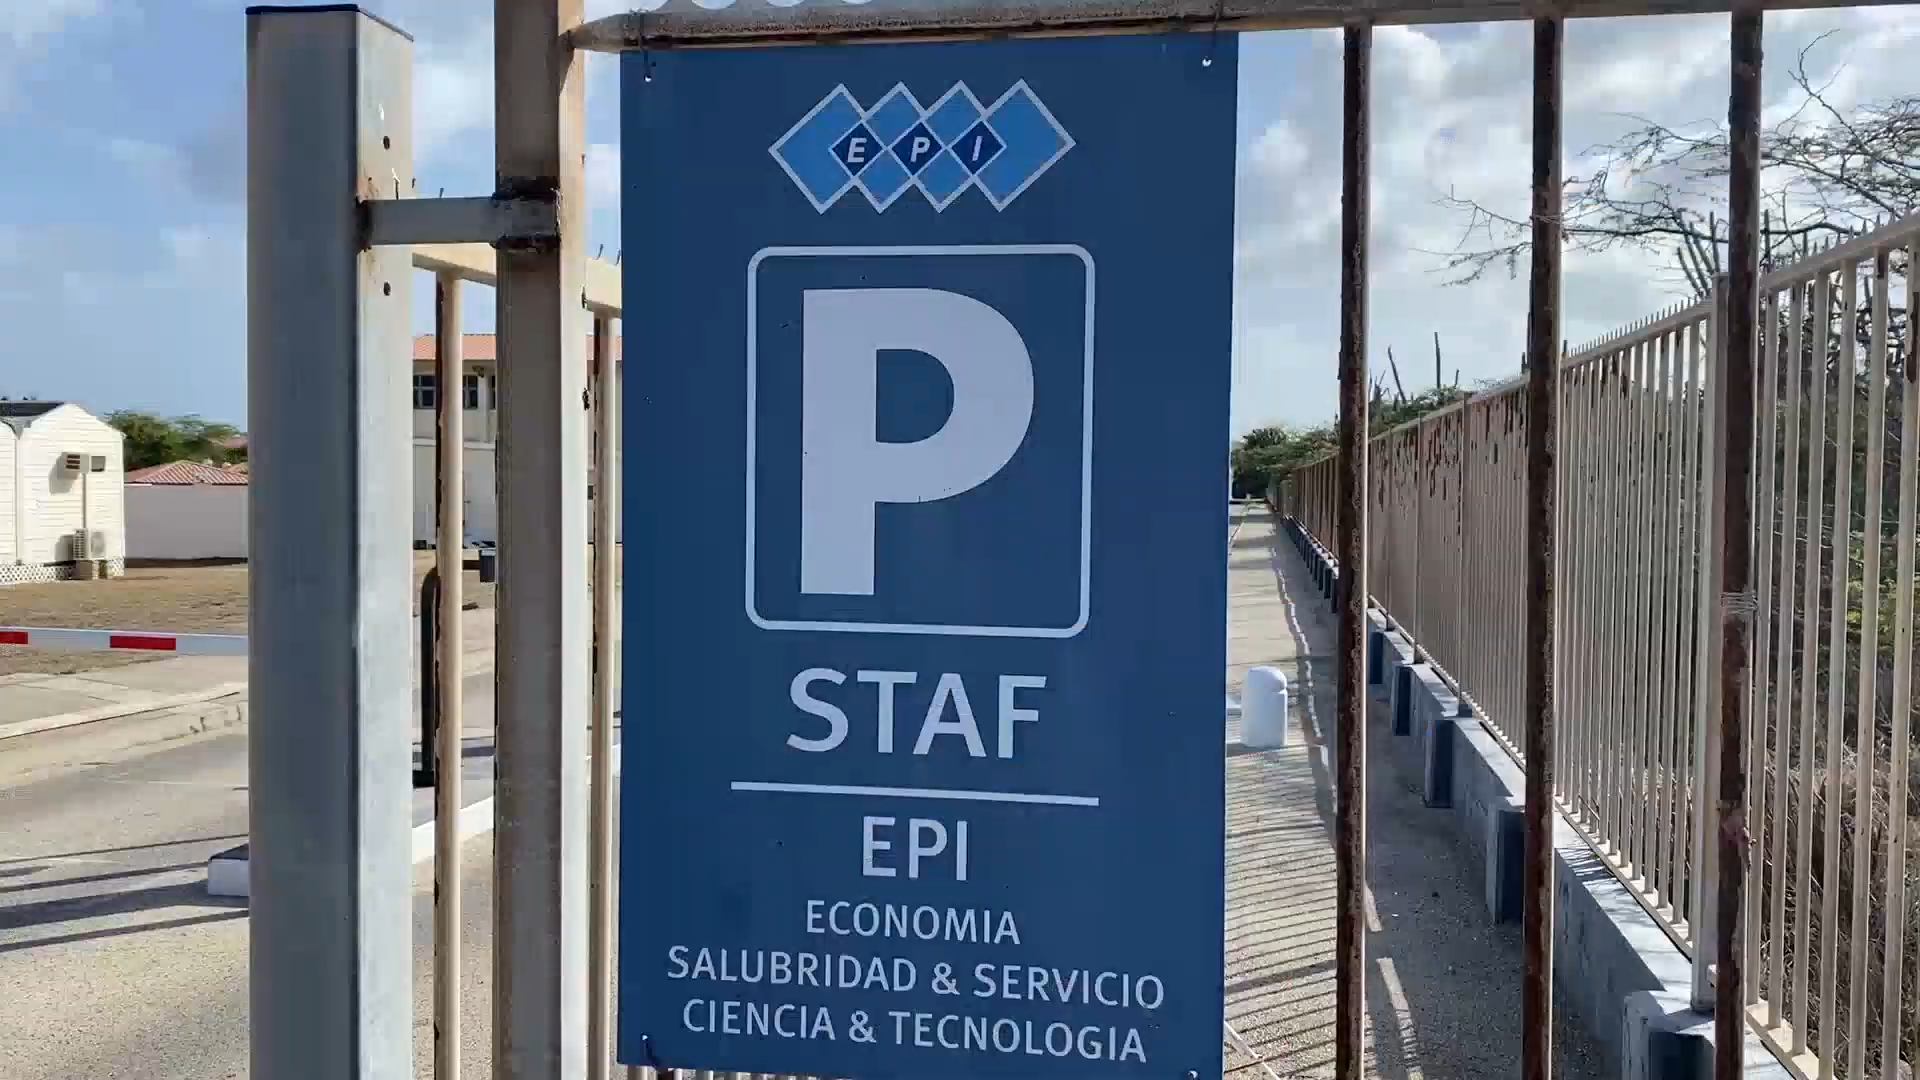 EPI
P
STAF
EPI
ECONOMIA
SALUBRIDAD & SERVICIO
CIENCIA & TECNOLOGIA